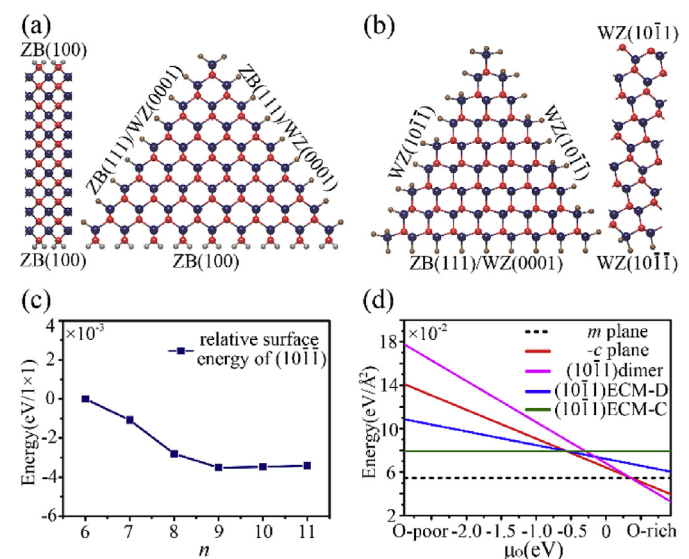 (a)
ZB(100)
ZB(111)/WZ(0001)
ZB(111)/WZ(0001)
ZB(100)
ZB(100)
(b)
WZ(101̅1)
WZ(101̅1̅)
WZ(101̅1̅)
ZB(111)/WZ(0001)
WZ(101̅1̅)
(c)
×10⁻³
relative surface
energy of (101̅1̅)
Energy(eV/1×1)
4
2
0
-2
-4
-6
6 7 8 9 10 11
n
(d)
×10⁻²
m plane
-c plane
(101̅1)dimer
(101̅1)ECM-D
(101̅1)ECM-C
Energy(eV/Å²)
18
14
10
6
2
O-poor -2.0 -1.5 -1.0 -0.5 0 O-rich
μₒ(eV)